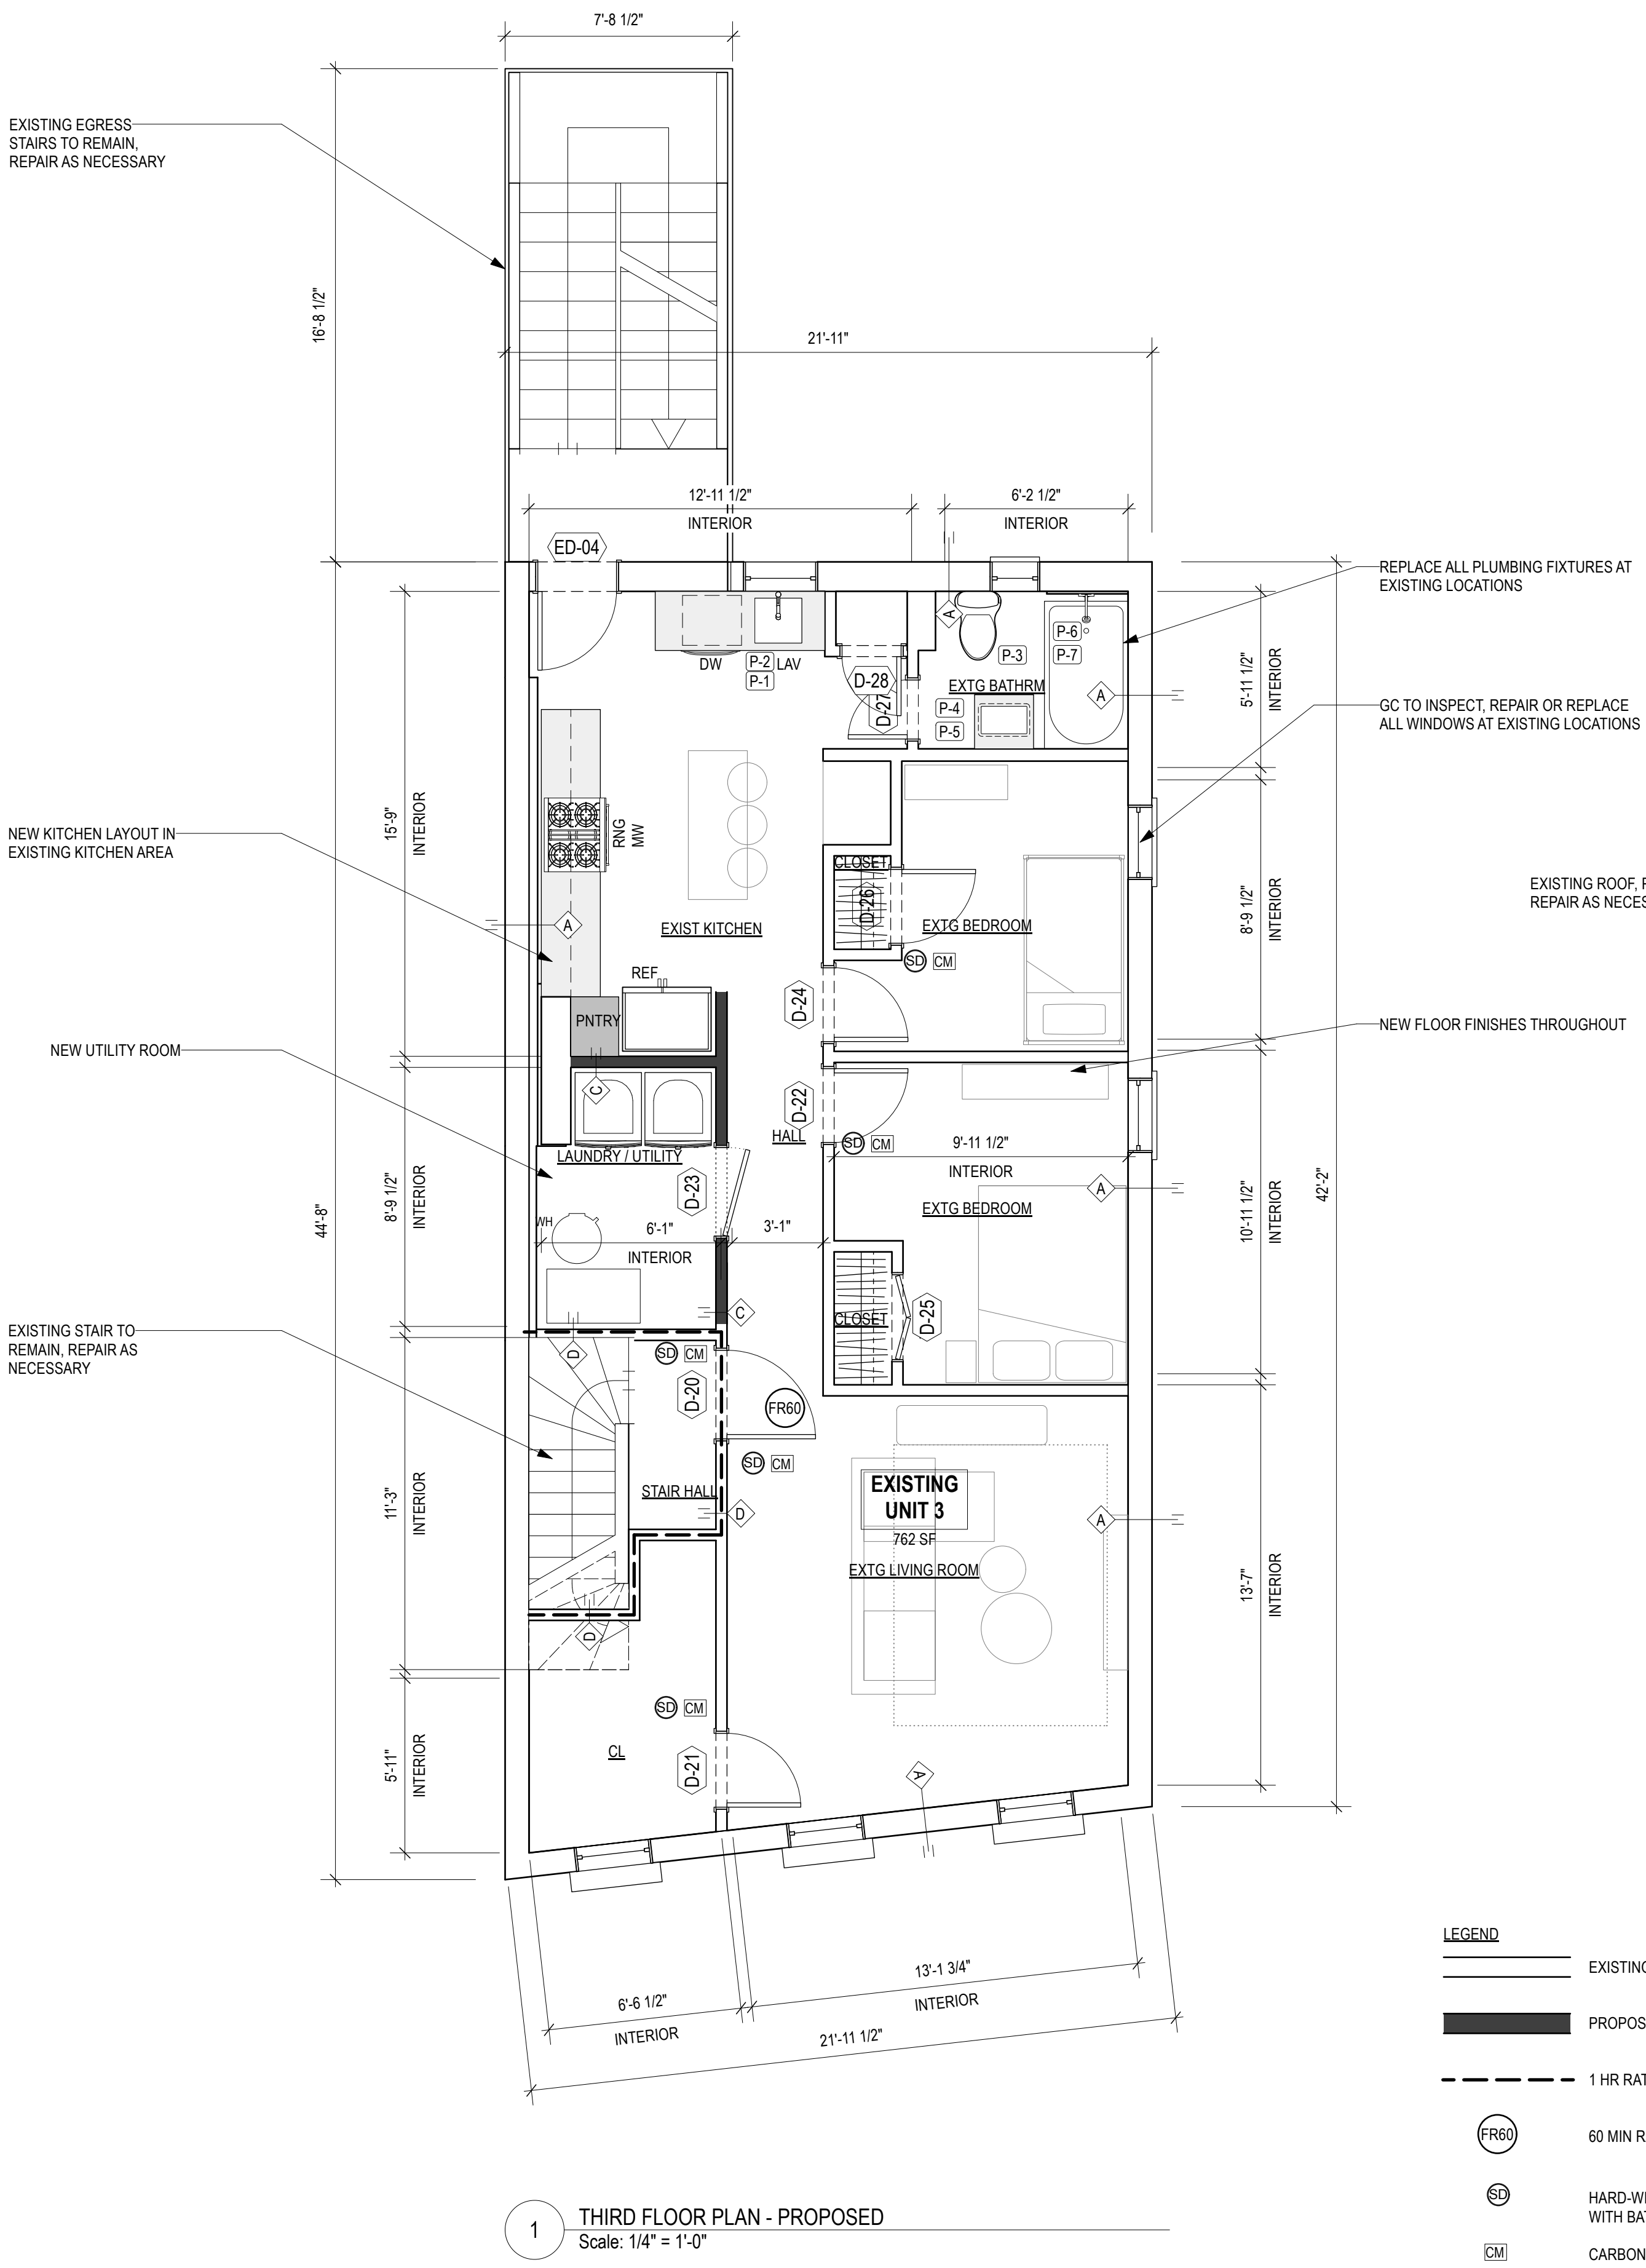 7'-8 1/2"
EXISTING EGRESS
STAIRS TO REMAIN,
REPAIR AS NECESSARY
16'-8 1/2"
21'-11"
12'-11 1/2"
INTERIOR
6'-2 1/2"
INTERIOR
ED-04
REPLACE ALL PLUMBING FIXTURES AT
EXISTING LOCATIONS
A
P-6
P-7
P-3
DW
P-2 LAV
P-1
D-28
D-27
EXTG BATHRM
P-4
P-5
A
5'-11 1/2"
INTERIOR
GC TO INSPECT, REPAIR OR REPLACE
ALL WINDOWS AT EXISTING LOCATIONS
NEW KITCHEN LAYOUT IN
EXISTING KITCHEN AREA
15'-9"
INTERIOR
RNG
MW
CLOSET
D-26
8'-9 1/2"
INTERIOR
EXISTING ROOF, 
REPAIR AS NECES
A
EXIST KITCHEN
EXTG BEDROOM
SD
CM
REF
D-24
PNTRY
NEW FLOOR FINISHES THROUGHOUT
NEW UTILITY ROOM
C
D-22
HALL
SD
CM
9'-11 1/2"
INTERIOR
LAUNDRY / UTILITY
D-23
A
44'-8"
8'-9 1/2"
INTERIOR
WH
6'-1"
INTERIOR
3'-1"
EXTG BEDROOM
10'-11 1/2"
INTERIOR
42'-2"
C
CLOSET
D-25
EXISTING STAIR TO
REMAIN, REPAIR AS
NECESSARY
D
SD
CM
D-20
FR60
SD
CM
11'-3"
INTERIOR
STAIR HALL
D
EXISTING
UNIT 3
762 SF
EXTG LIVING ROOM
A
13'-7"
INTERIOR
D
SD
CM
CL
D-21
A
5'-11"
INTERIOR
LEGEND
EXISTING
PROPOS
1 HR RAT
FR60
60 MIN R
SD
HARD-WI
WITH BAT
CM
CARBON
13'-1 3/4"
INTERIOR
6'-6 1/2"
INTERIOR
21'-11 1/2"
1
THIRD FLOOR PLAN - PROPOSED
Scale: 1/4" = 1'-0"